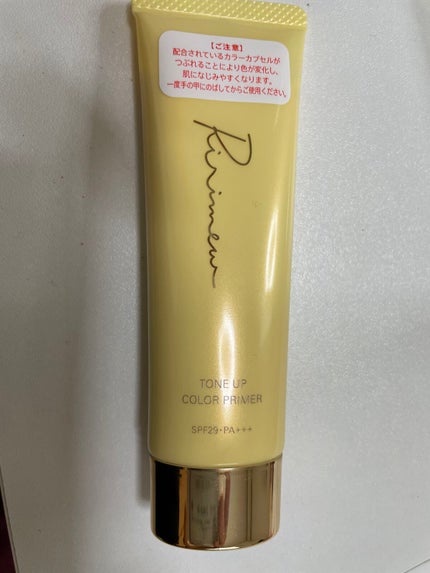 【ご注意】
配合されているカラーカプセルが
つぶれることにより色が変化し、
肌になじみやすくなります。
一度手の甲にのばしてからご使用ください。
Ririmew
TONE UP
COLOR PRIMER
SPF29・PA+++